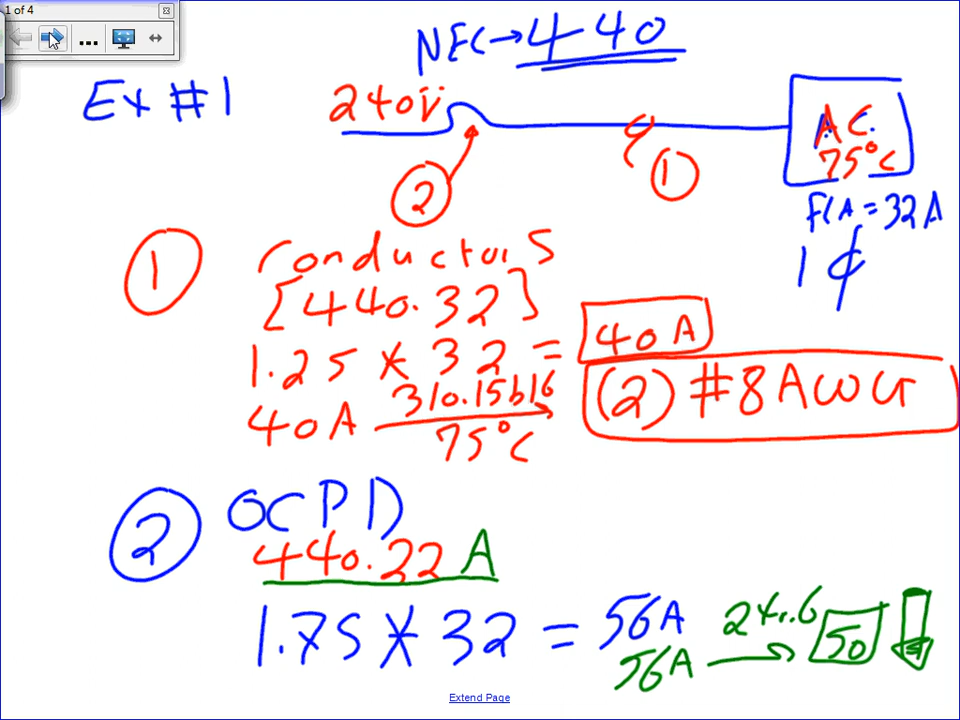 1 of 4
NEC→440
Ex #1
240V
A.C.
75°C
2
1
FLA = 32A
1 ¢
1
Conductors
[440.32]
1.25 * 32 = 40A
40A 310.15b16 (2) #8 AWG
75°C
2
OCPD
440.22 A
1.75 * 32 = 56A
56A 240.6 50
Extend Page